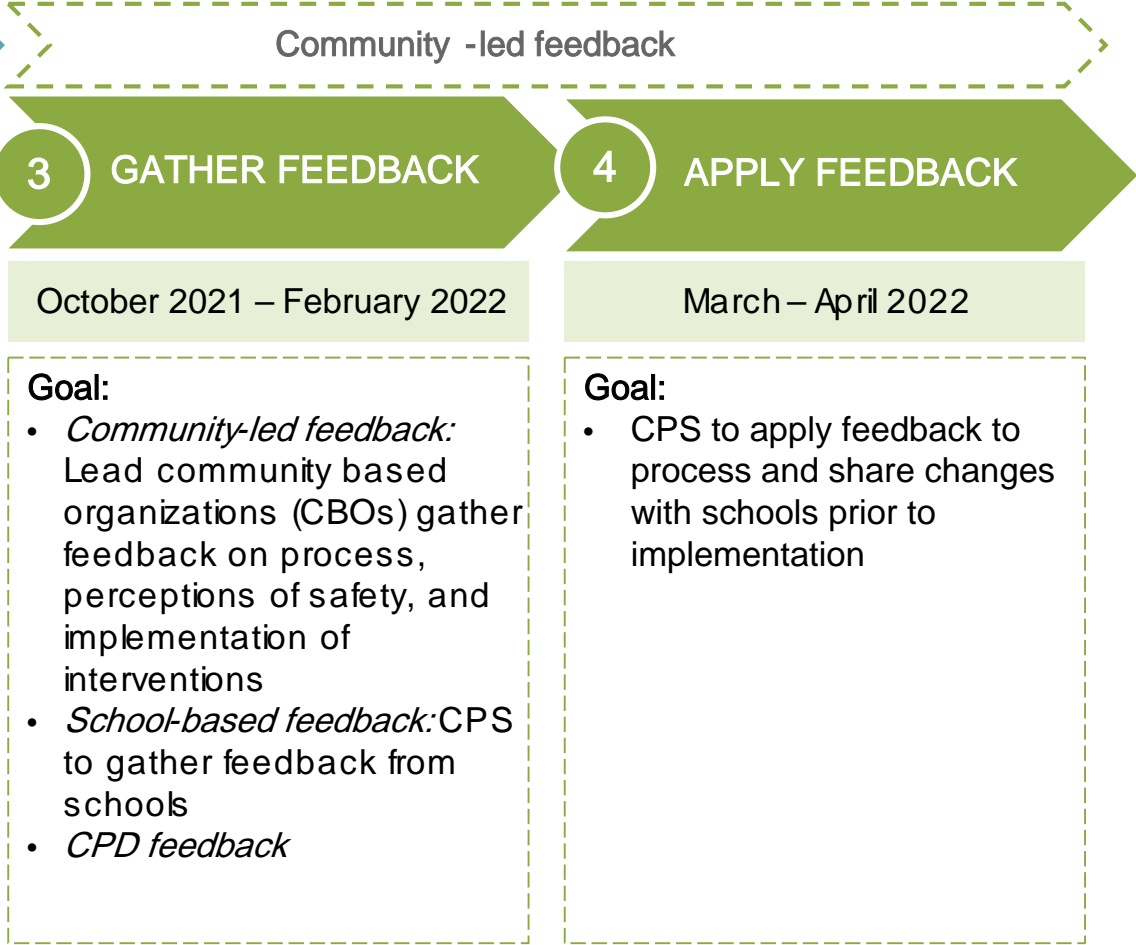 Community -led feedback
3
GATHER FEEDBACK
4
APPLY FEEDBACK
October 2021 – February 2022
March – April 2022
Goal:
• Community-led feedback:
Lead community based
organizations (CBOs) gather
feedback on process,
perceptions of safety, and
implementation of
interventions
• School-based feedback: CPS
to gather feedback from
schools
• CPD feedback
Goal:
• CPS to apply feedback to
process and share changes
with schools prior to
implementation